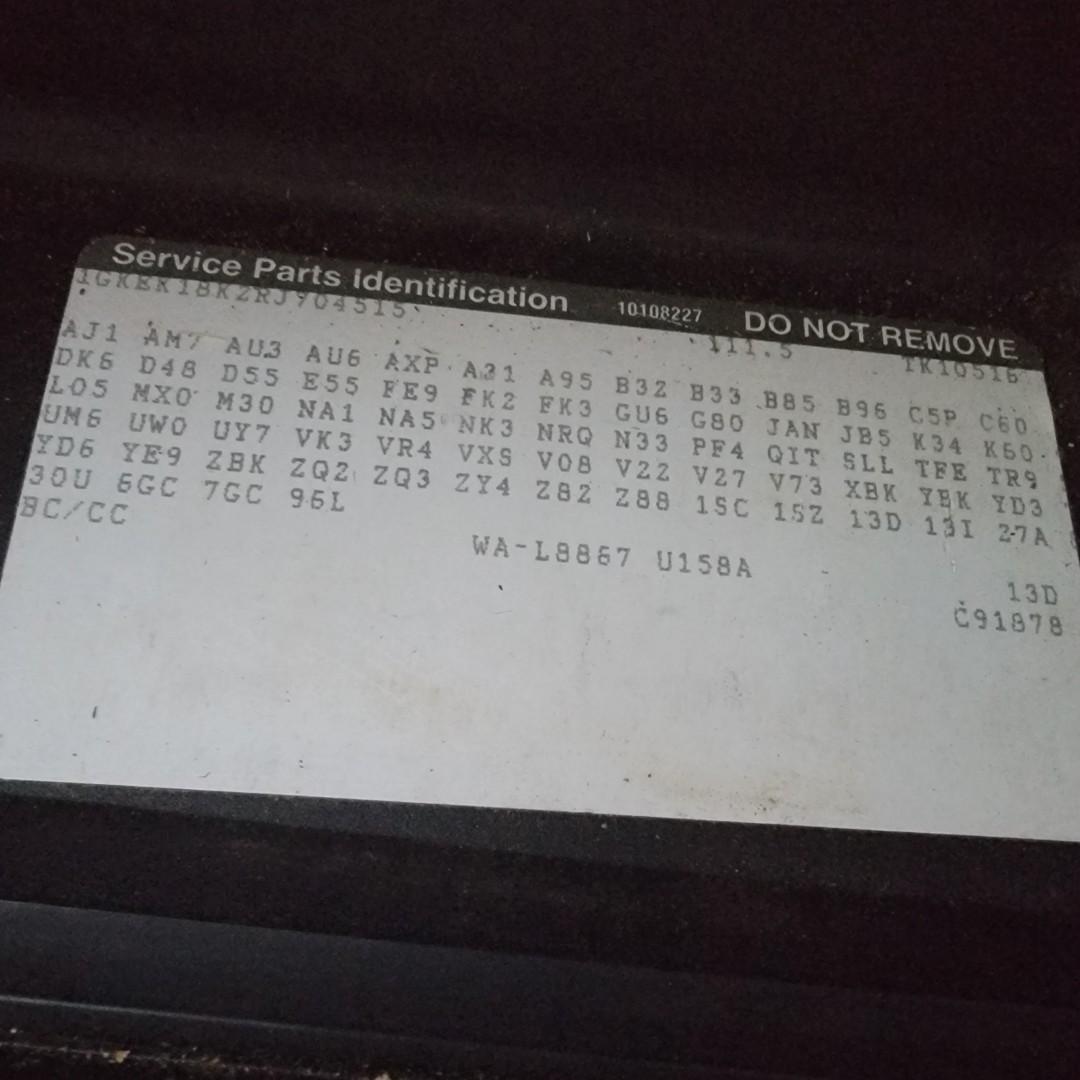 Service Parts Identification 10108227 DO NOT REMOVE
1GKEK18K2RJ704515 111.5 TK10516
AJ1 AM7 AU3 AU6 AXP A31 A95 B32 B33 B85 B96 C5P C60
DK6 D48 D55 E55 FE9 FK2 FK3 GU6 G80 JAN JB5 K34 K60
L05 MX0 M30 NA1 NA5 NK3 NRQ N33 PF4 QIT SLL TFE TR9
UM6 UW0 UY7 VK3 VR4 VXS V08 V22 V27 V73 XBK YBK YD3
YD6 YE9 ZBK ZQ2 ZQ3 ZY4 Z82 Z88 1SC 1SZ 13D 13I 27A
30U 6GC 7GC 96L
BC/CC WA-L8867 U158A 13D
C91878